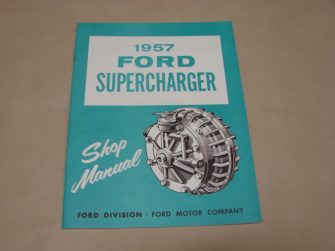 1957
FORD
SUPERCHARGER
Shop
Manual
FORD DIVISION - FORD MOTOR COMPANY